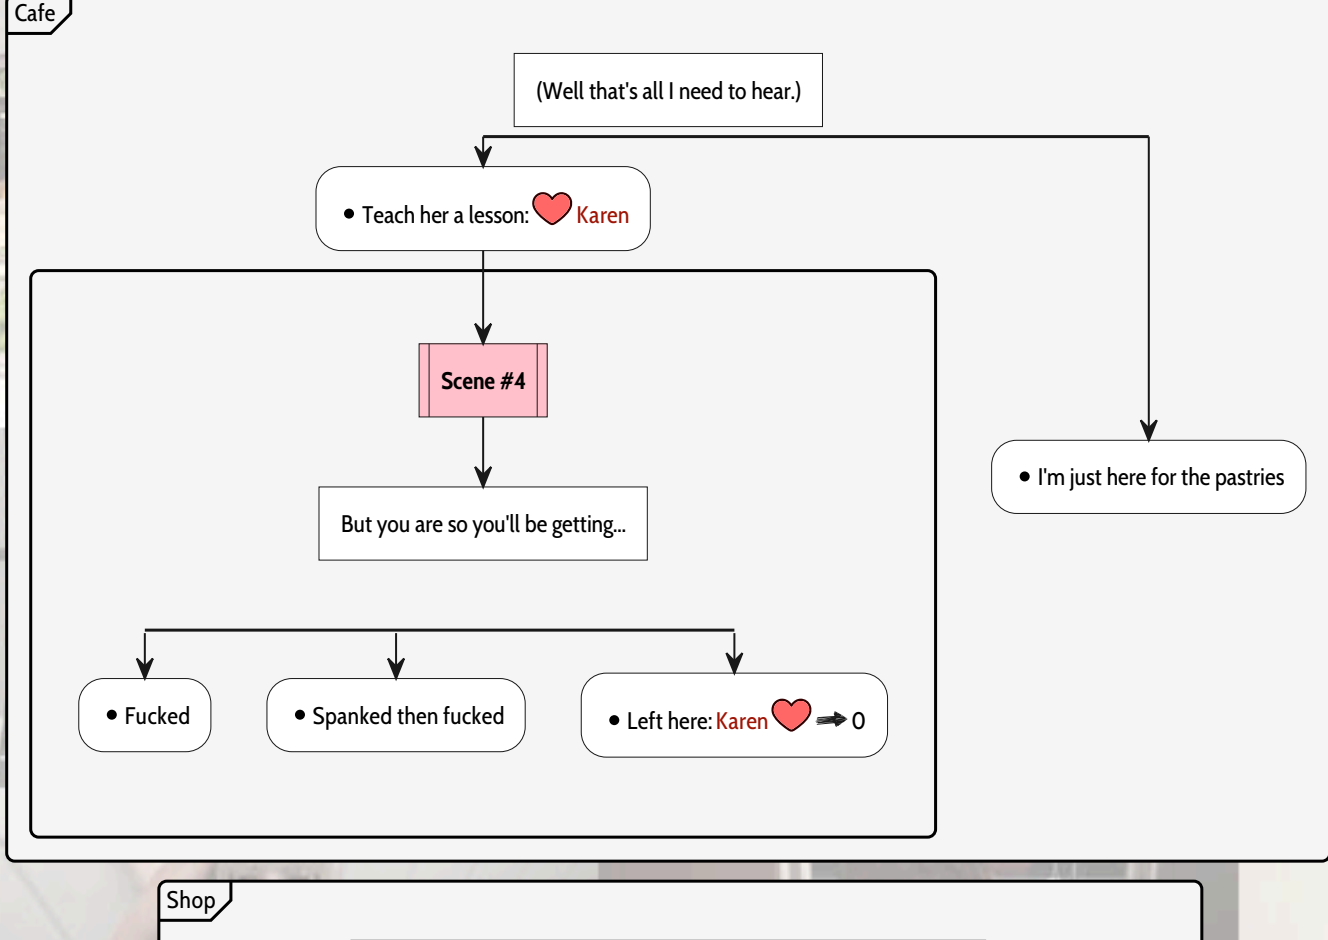 Cafe
(Well that's all I need to hear.)
• Teach her a lesson: Karen
Scene #4
But you are so you'll be getting...
• I'm just here for the pastries
• Fucked
• Spanked then fucked
• Left here: Karen 0
Shop